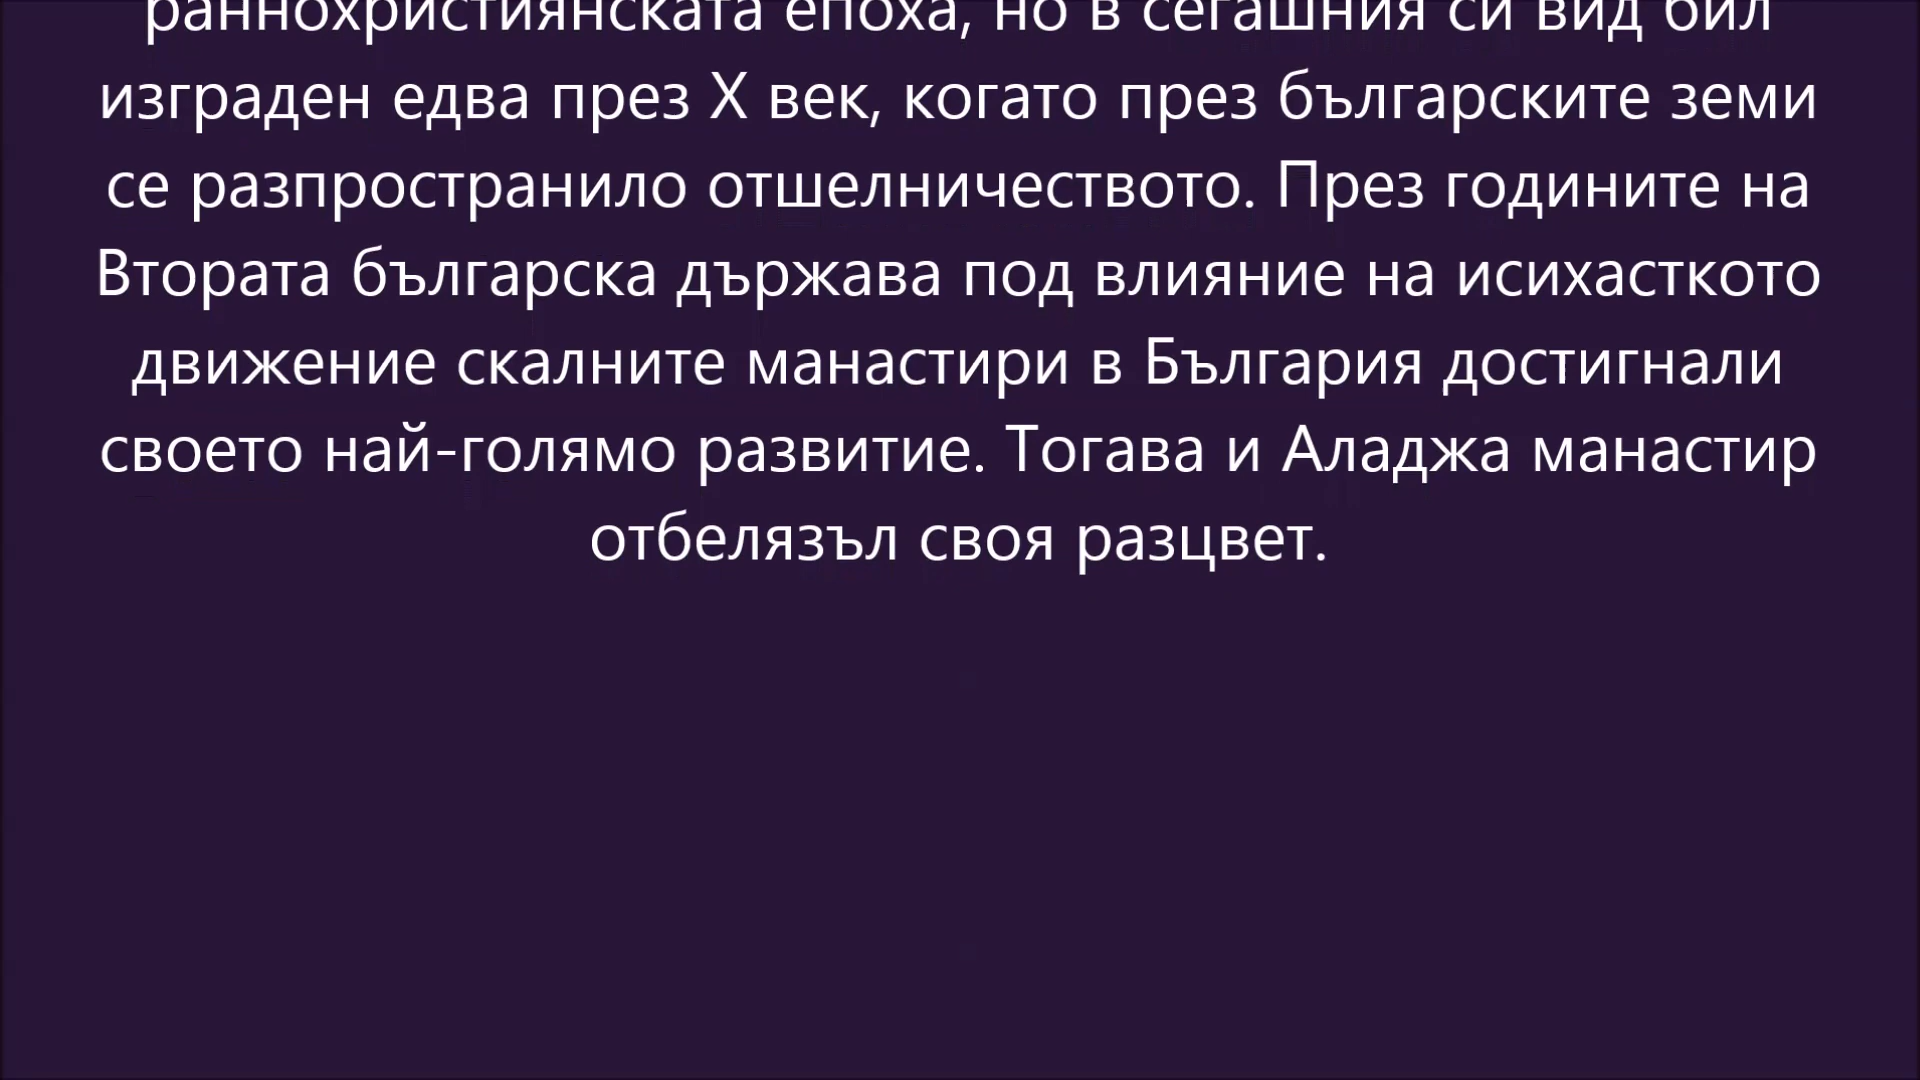 раннохристиянската епоха, но в сегашния си вид бил
изграден едва през X век, когато през българските земи
се разпространило отшелничеството. През годините на
Втората българска държава под влияние на исихасткото
движение скалните манастири в България достигнали
своето най-голямо развитие. Тогава и Аладжа манастир
отбелязъл своя разцвет.